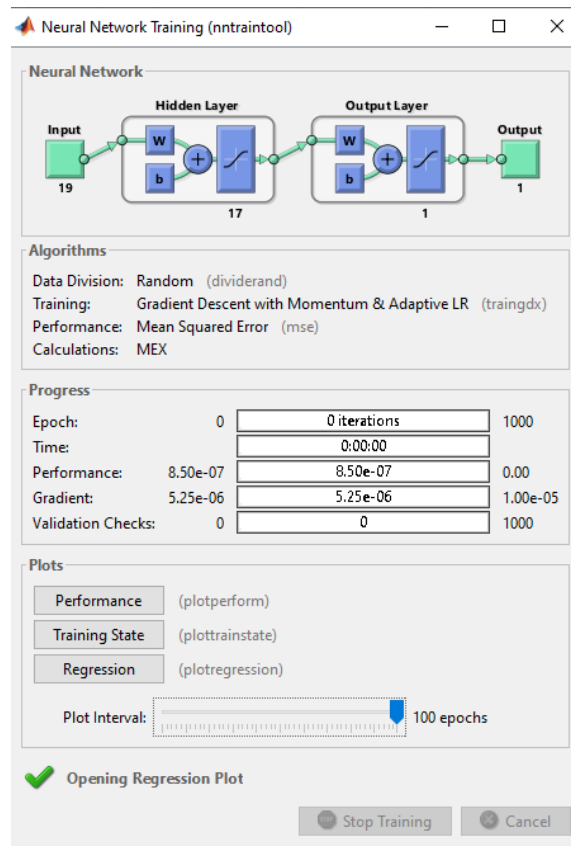 Neural Network Training (nntraintool)
Neural Network
Hidden Layer
Output Layer
Input
Output
W
W
b
b
19
17
1
1
Algorithms
Data Division: Random (dividerand)
Training: Gradient Descent with Momentum & Adaptive LR (traingdx)
Performance: Mean Squared Error (mse)
Calculations: MEX
Progress
Epoch: 0 0 iterations 1000
Time: 0:00:00
Performance: 8.50e-07 8.50e-07 0.00
Gradient: 5.25e-06 5.25e-06 1.00e-05
Validation Checks: 0 0 1000
Plots
Performance (plotperform)
Training State (plottrainstate)
Regression (plotregression)
Plot Interval: 100 epochs
Opening Regression Plot
Stop Training Cancel